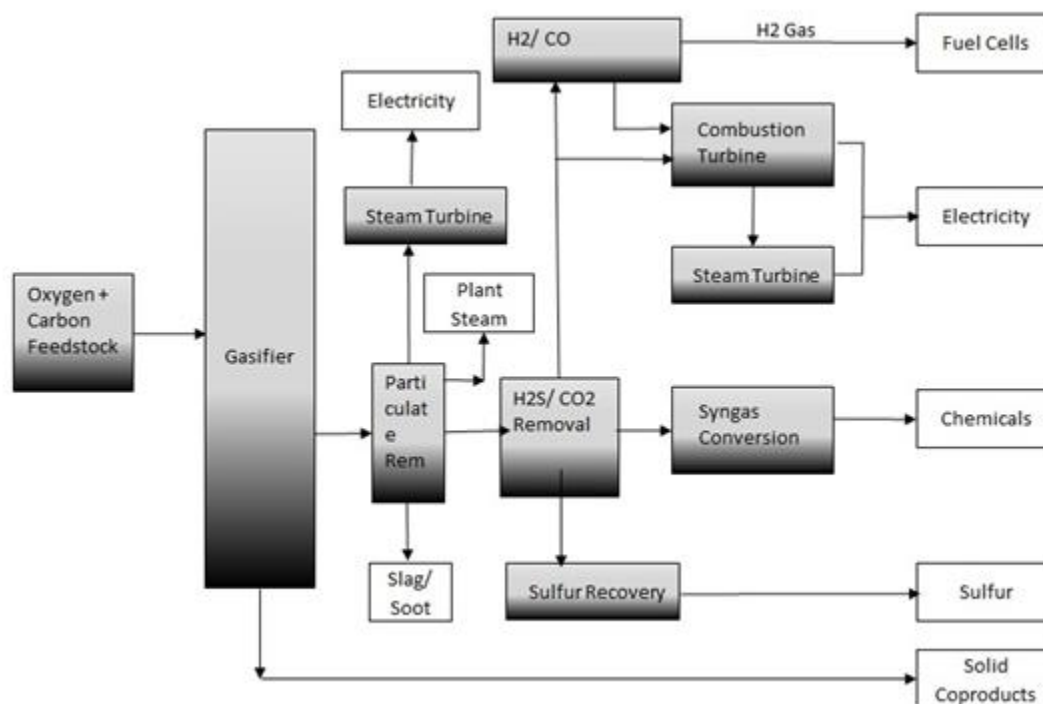 H2/ CO
H2 Gas
Fuel Cells
Electricity
Combustion
Turbine
Steam Turbine
Electricity
Steam Turbine
Oxygen +
Carbon
Feedstock
Gasifier
Plant
Steam
Parti
culat
e
Rem
H2S/ CO2
Removal
Syngas
Conversion
Chemicals
Slag/
Soot
Sulfur Recovery
Sulfur
Solid
Coproducts